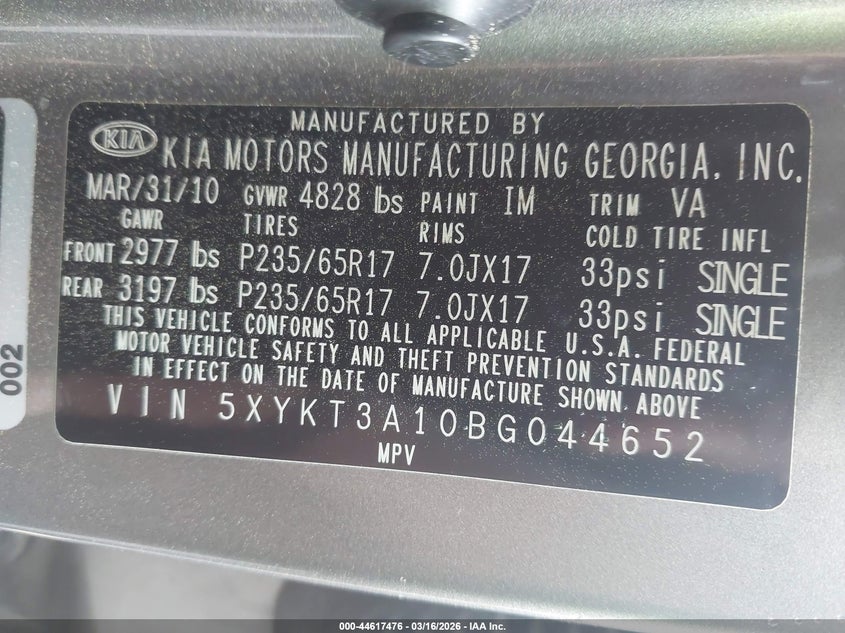 MANUFACTURED BY
KIA KIA MOTORS MANUFACTURING GEORGIA, INC.
MAR/31/10 GVWR 4828 lbs PAINT IM TRIM VA
GAWR TIRES RIMS COLD TIRE INFL
FRONT 2977 lbs P235/65R17 7.0JX17 33psi SINGLE
REAR 3197 lbs P235/65R17 7.0JX17 33psi SINGLE
THIS VEHICLE CONFORMS TO ALL APPLICABLE U.S.A. FEDERAL
MOTOR VEHICLE SAFETY AND THEFT PREVENTION STANDARDS
IN EFFECT ON THE DATE OF MANUFACTURE SHOWN ABOVE
VIN 5XYKT3A10BG044652
MPV
002
000-44617476 — 03/16/2026 — IAA Inc.